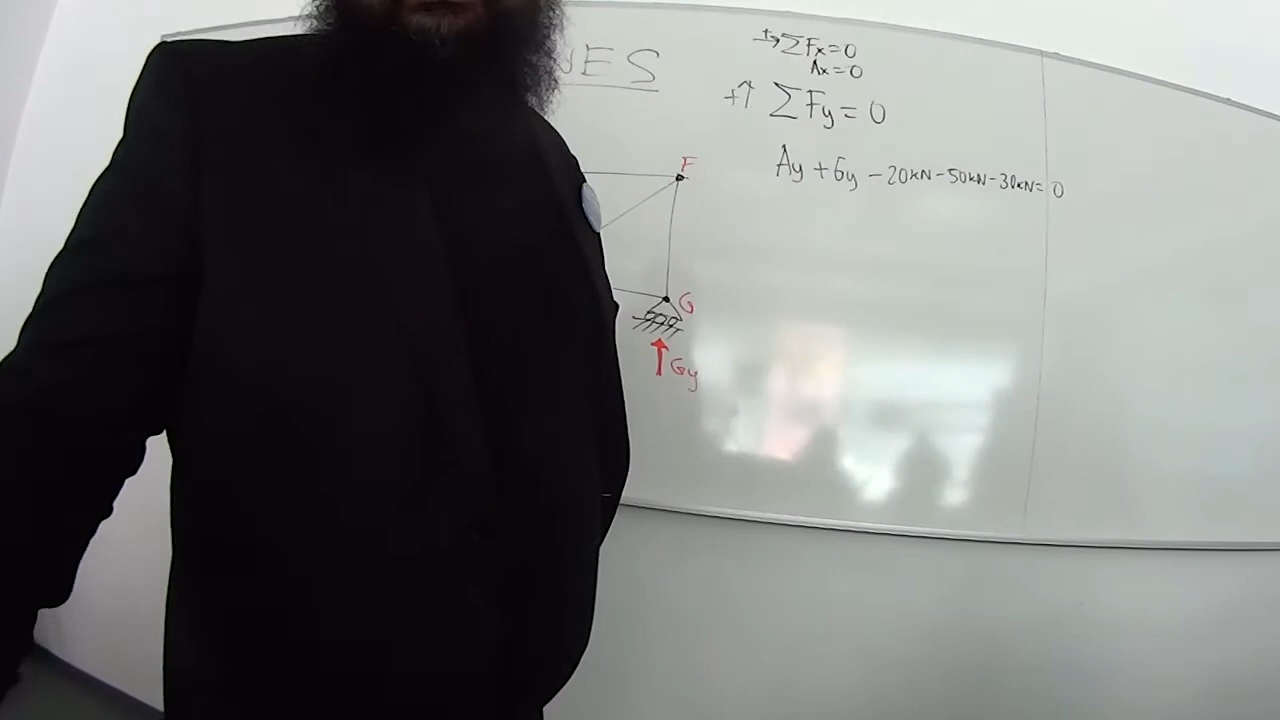 +→ ΣFx=0
Ax=0
NES
+↑ ΣFy=0
F
Ay+Gy-20kN-50kN-30kN=0
G
Gy